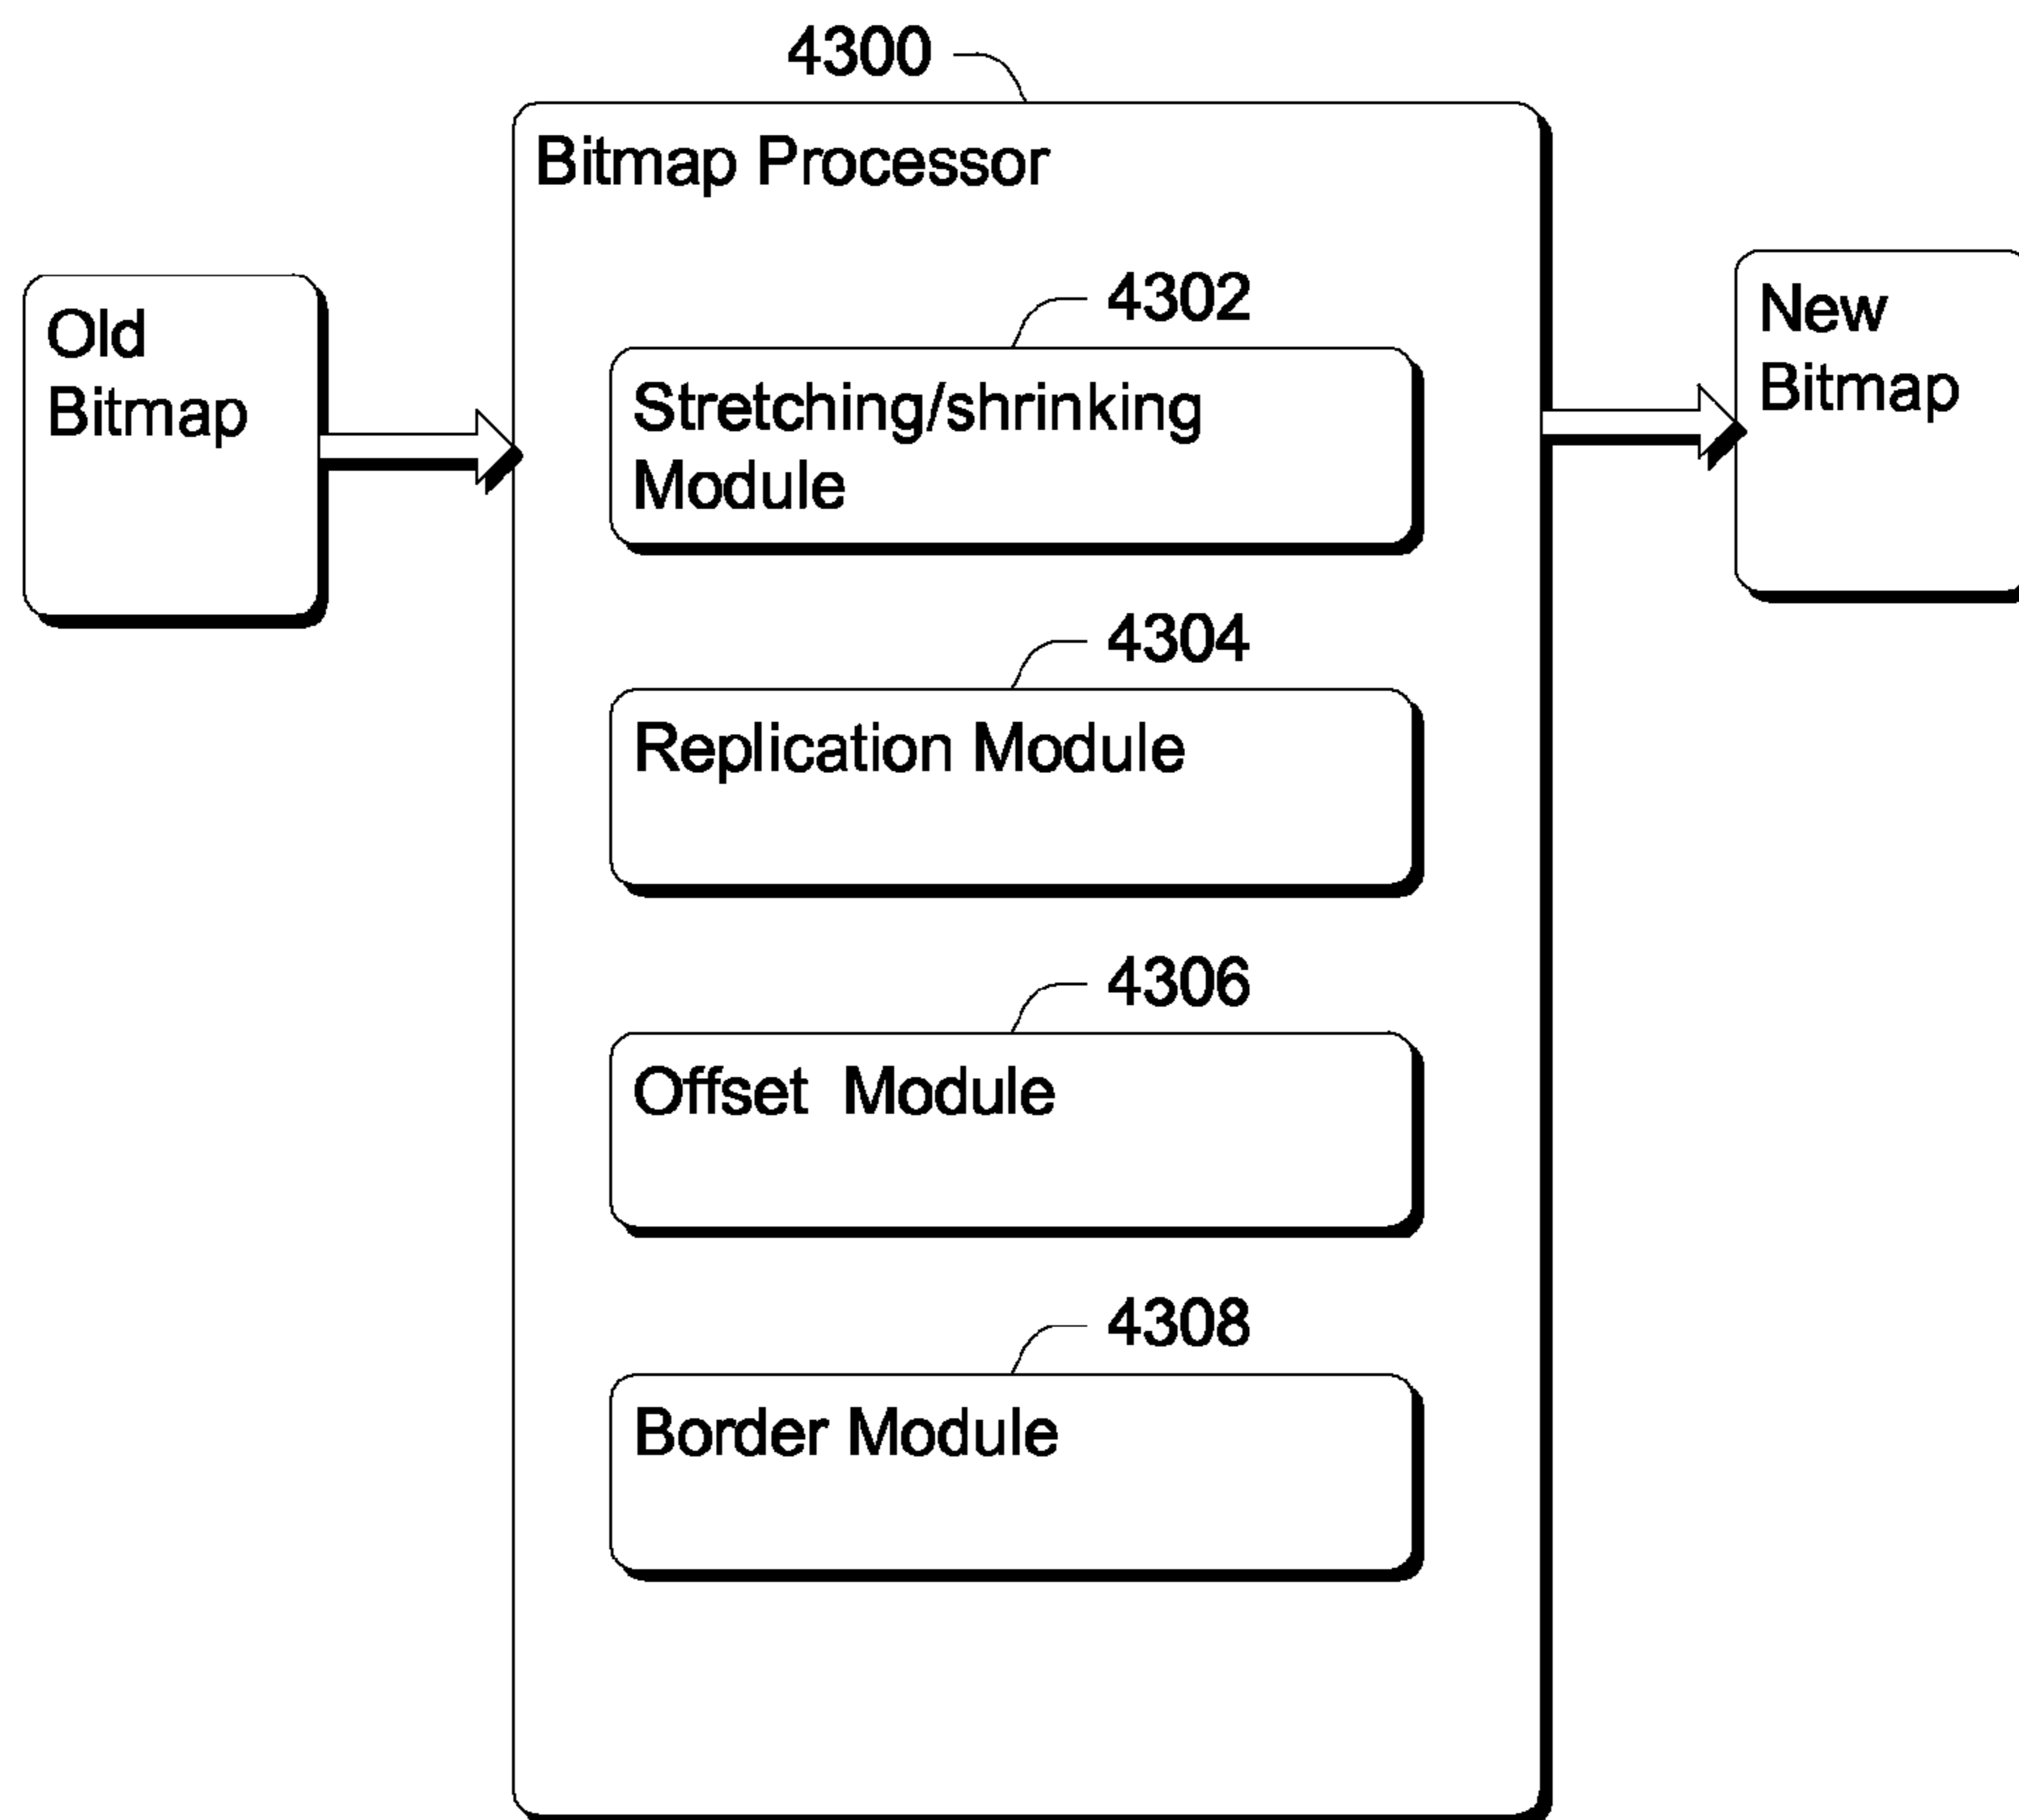 4300
Bitmap Processor
Old
Bitmap
4302
Stretching/shrinking
Module
4304
Replication Module
4306
Offset Module
4308
Border Module
New
Bitmap